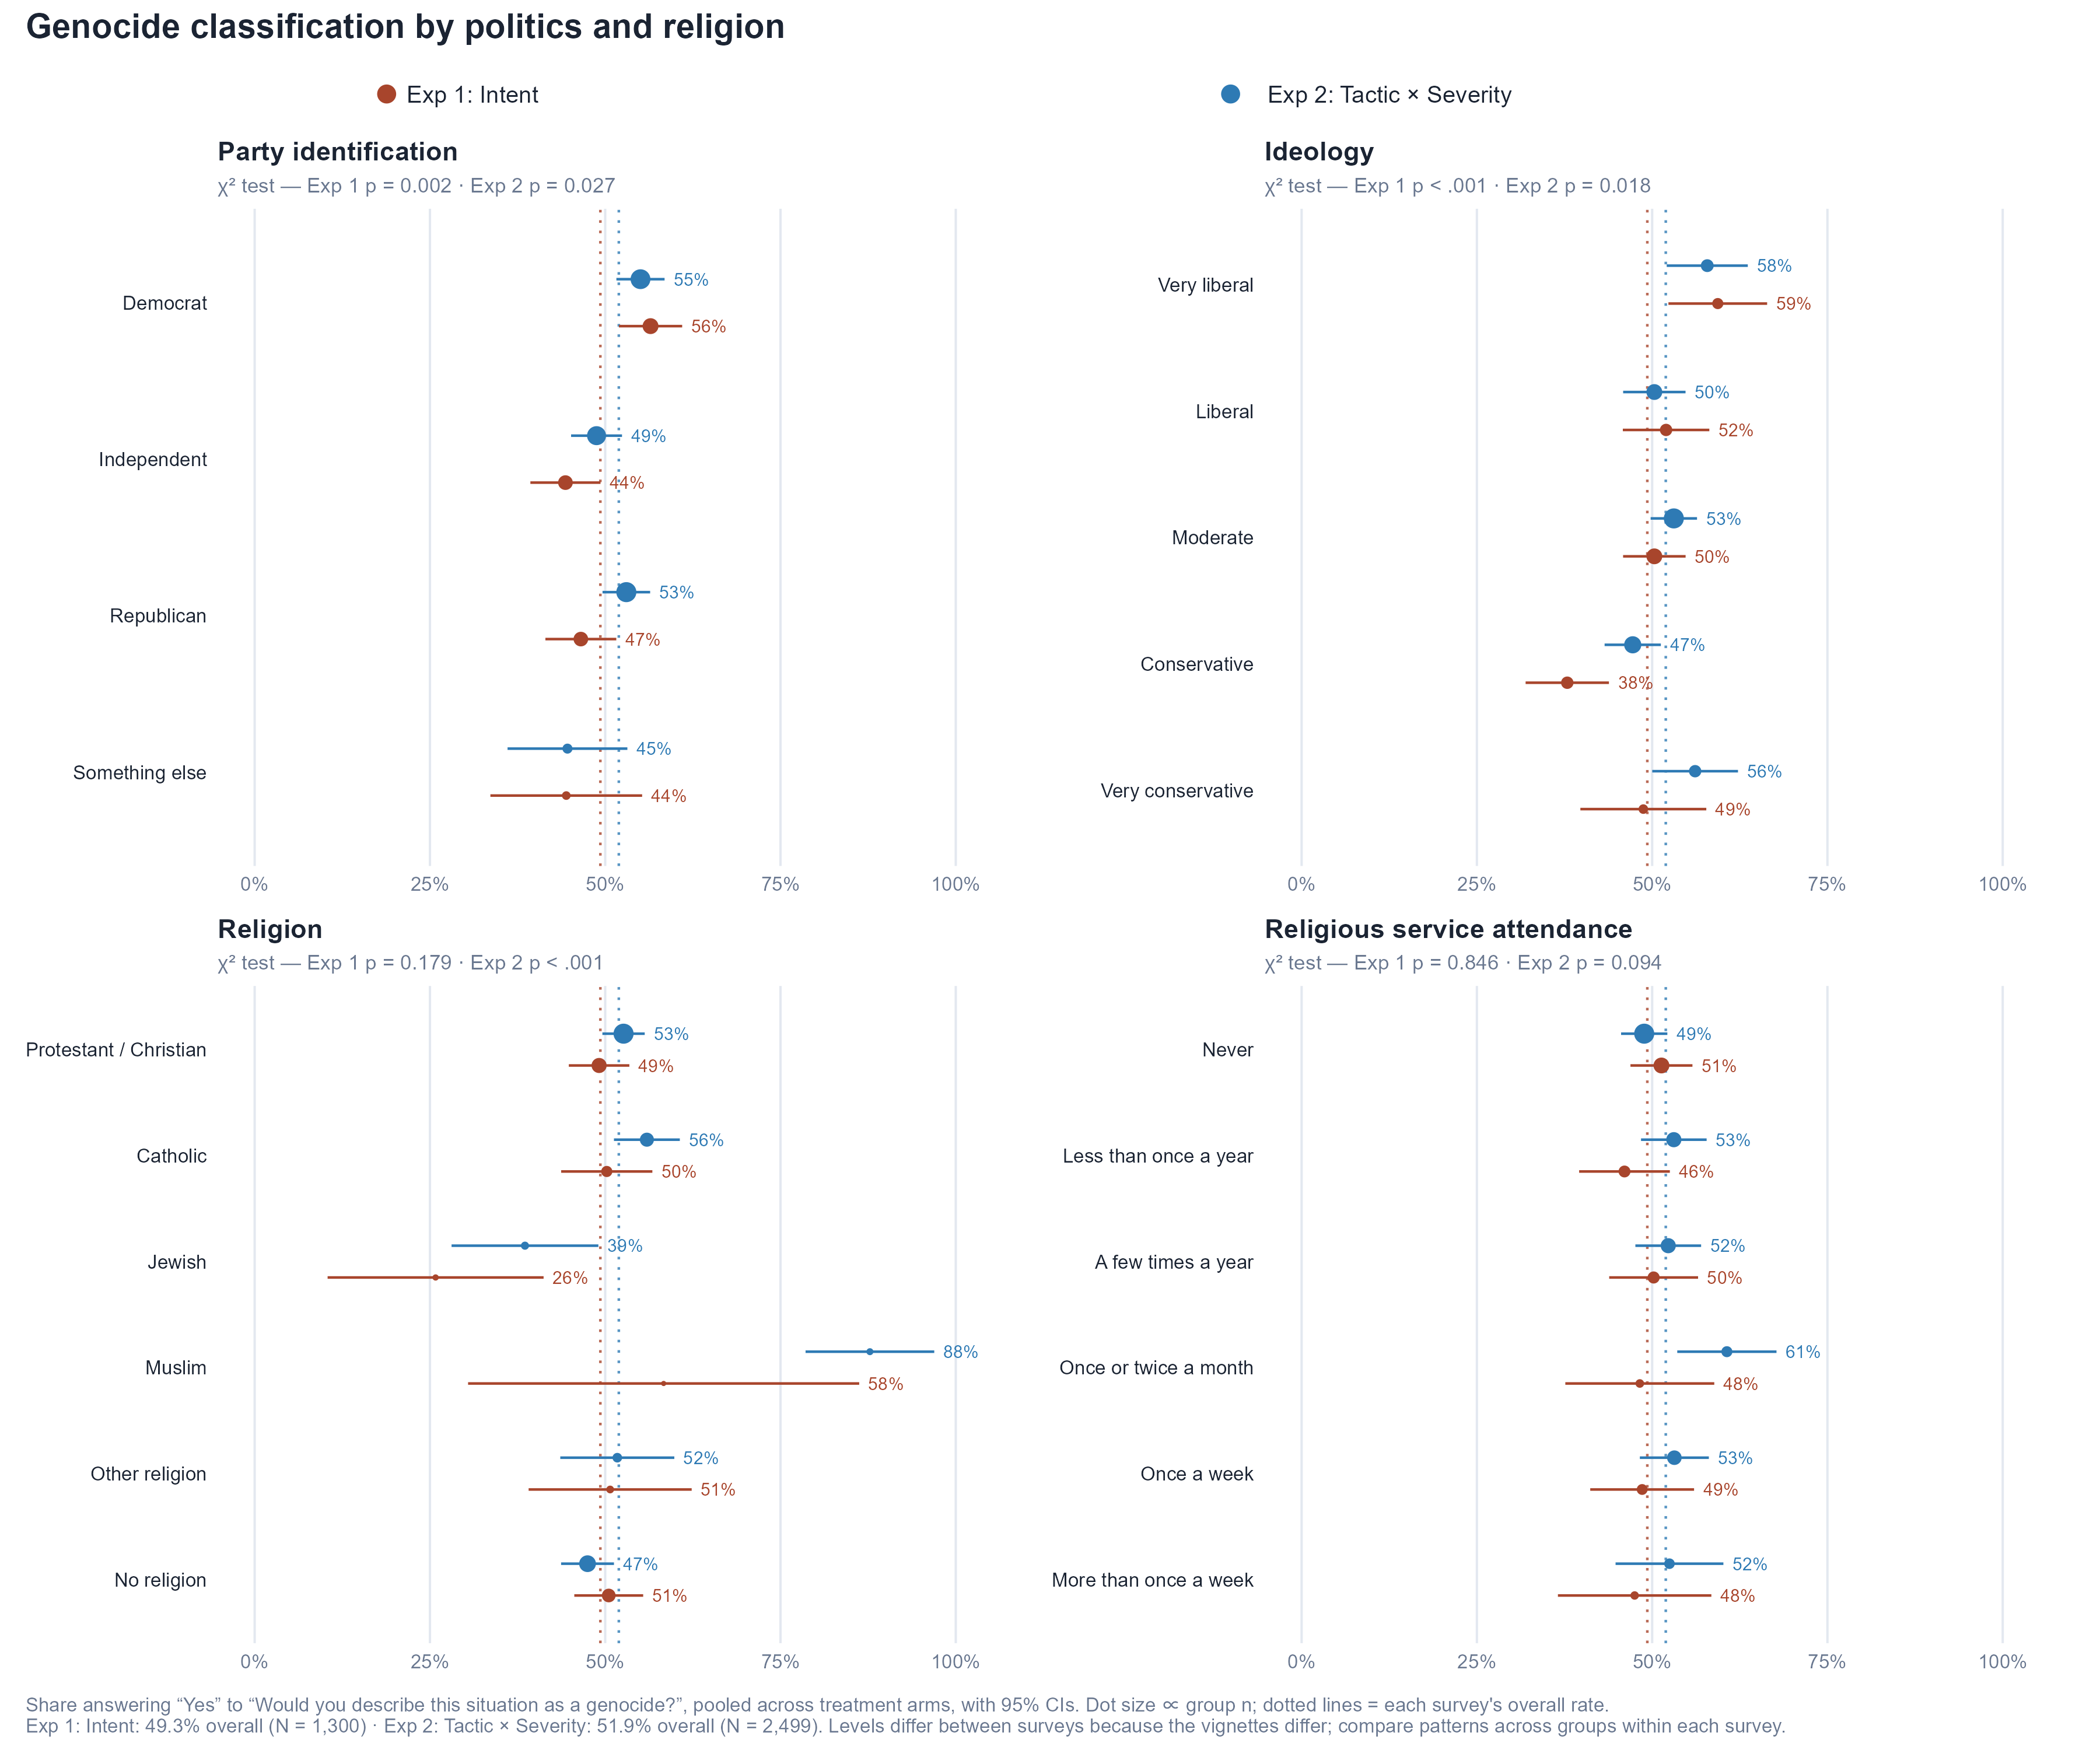 Genocide classification by politics and religion
Exp 1: Intent
Exp 2: Tactic × Severity
Party identification
χ² test — Exp 1 p = 0.002 · Exp 2 p = 0.027
Democrat
55%
56%
Independent
49%
44%
Republican
53%
47%
Something else
45%
44%
0% 25% 50% 75% 100%
Ideology
χ² test — Exp 1 p < .001 · Exp 2 p = 0.018
Very liberal
58%
59%
Liberal
50%
52%
Moderate
53%
50%
Conservative
47%
38%
Very conservative
56%
49%
0% 25% 50% 75% 100%
Religion
χ² test — Exp 1 p = 0.179 · Exp 2 p < .001
Protestant / Christian
53%
49%
Catholic
56%
50%
Jewish
39%
26%
Muslim
88%
58%
Other religion
52%
51%
No religion
47%
51%
0% 25% 50% 75% 100%
Religious service attendance
χ² test — Exp 1 p = 0.846 · Exp 2 p = 0.094
Never
49%
51%
Less than once a year
53%
46%
A few times a year
52%
50%
Once or twice a month
61%
48%
Once a week
53%
49%
More than once a week
52%
48%
0% 25% 50% 75% 100%
Share answering “Yes” to “Would you describe this situation as a genocide?”, pooled across treatment arms, with 95% CIs. Dot size ∝ group n; dotted lines = each survey's overall rate.
Exp 1: Intent: 49.3% overall (N = 1,300) · Exp 2: Tactic × Severity: 51.9% overall (N = 2,499). Levels differ between surveys because the vignettes differ; compare patterns across groups within each survey.